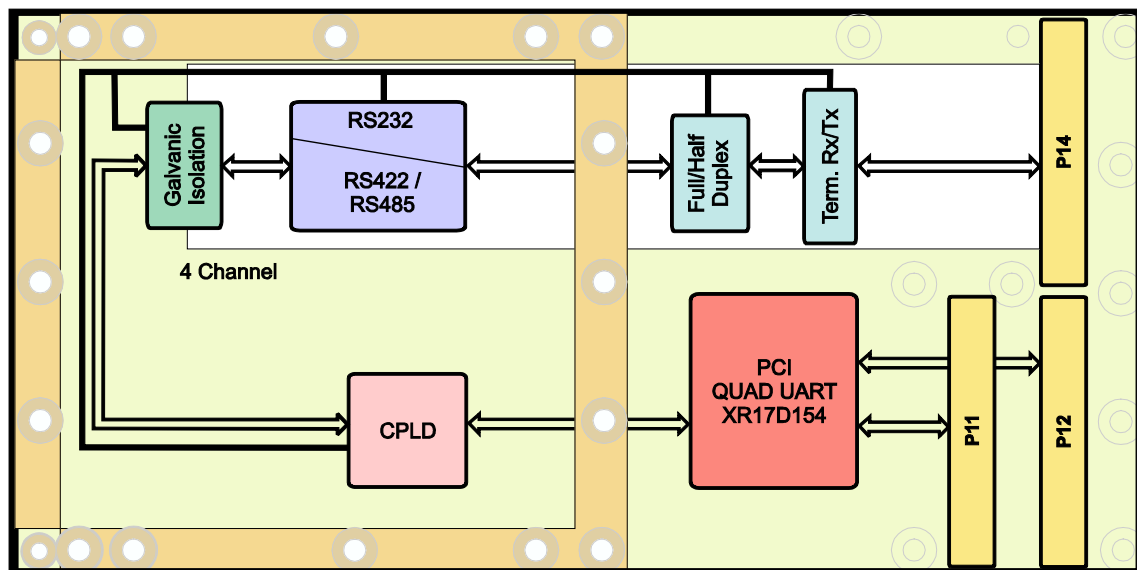 Galvanic
Isolation
RS232
RS422 /
RS485
Full/Half
Duplex
Term. Rx/Tx
P14
4 Channel
CPLD
PCI
QUAD UART
XR17D154
P11
P12